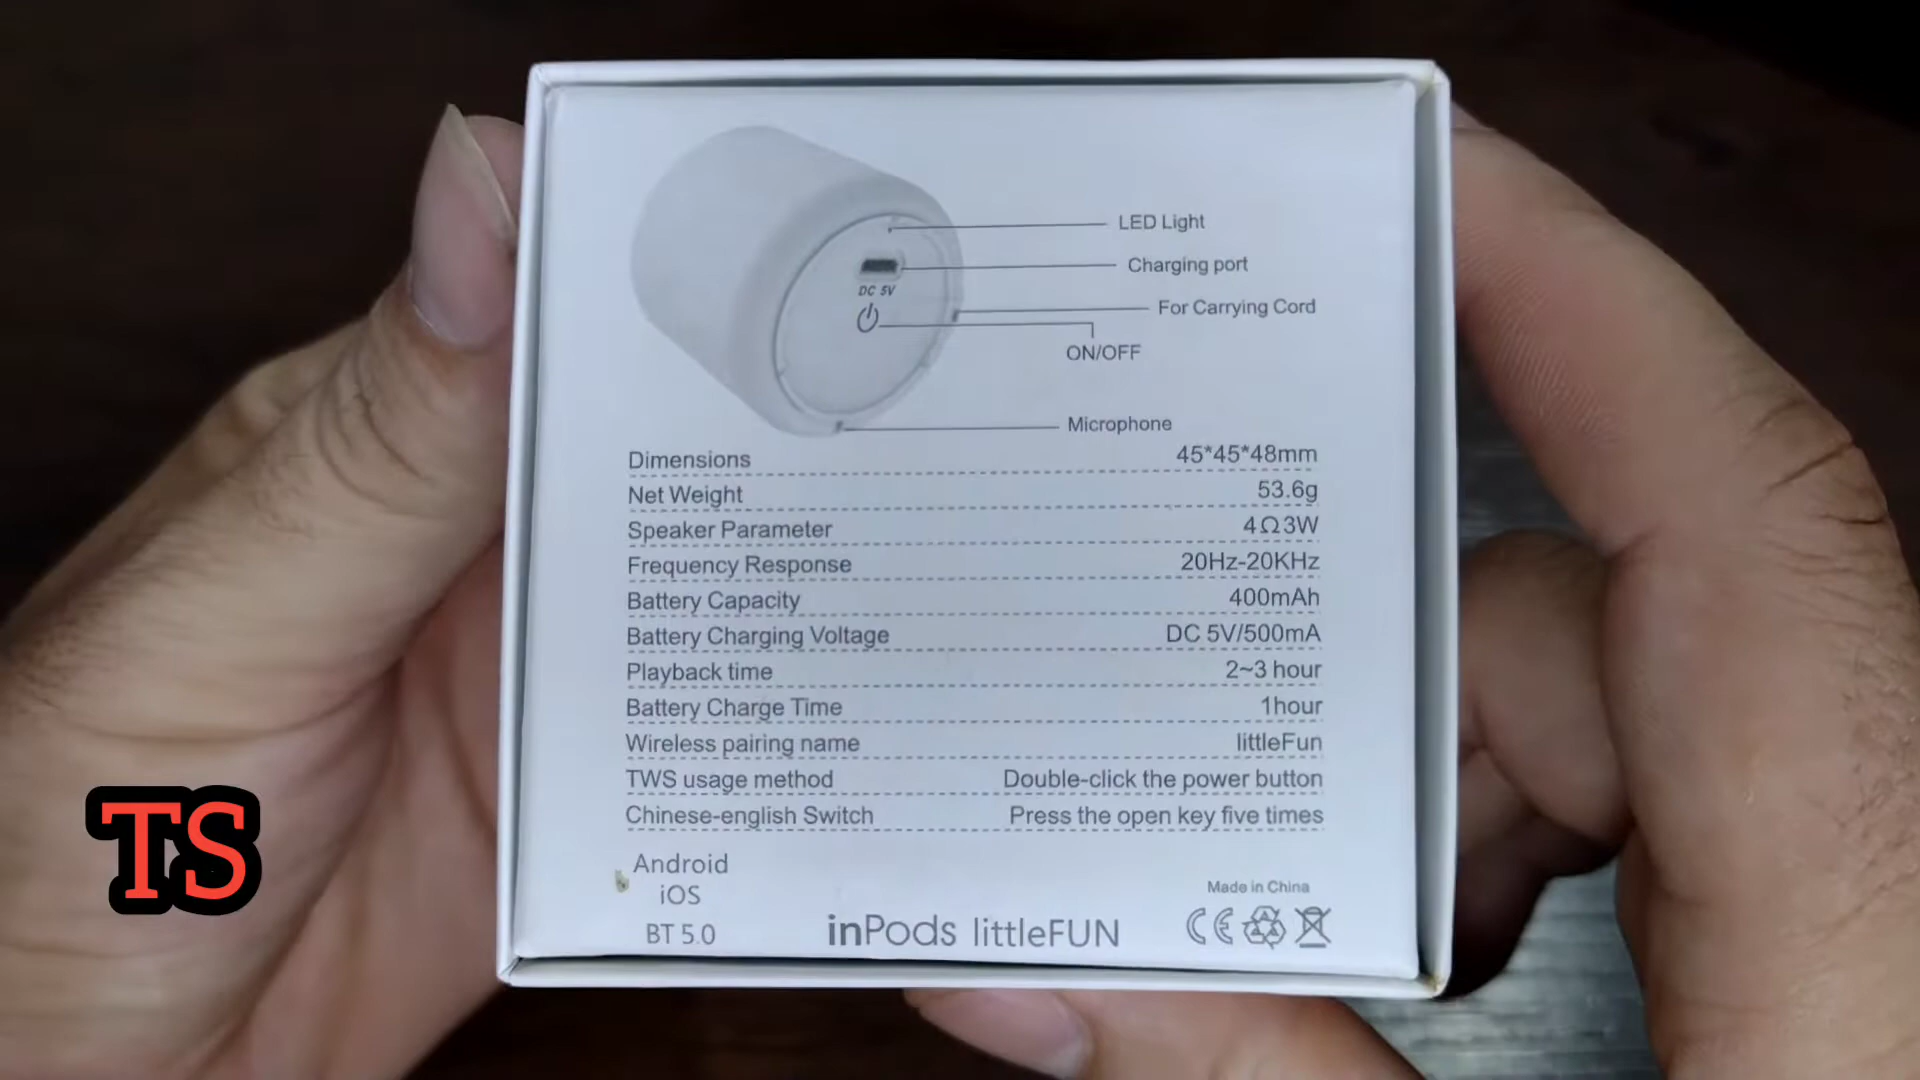 LED Light
Charging port
DC 5V
For Carrying Cord
ON/OFF
Microphone
Dimensions 45*45*48mm
Net Weight 53.6g
Speaker Parameter 4Ω3W
Frequency Response 20Hz-20KHz
Battery Capacity 400mAh
Battery Charging Voltage DC 5V/500mA
Playback time 2~3 hour
Battery Charge Time 1hour
Wireless pairing name littleFun
TWS usage method Double-click the power button
Chinese-english Switch Press the open key five times
TS
Android
iOS
BT 5.0
inPods littleFUN
Made in China
CE